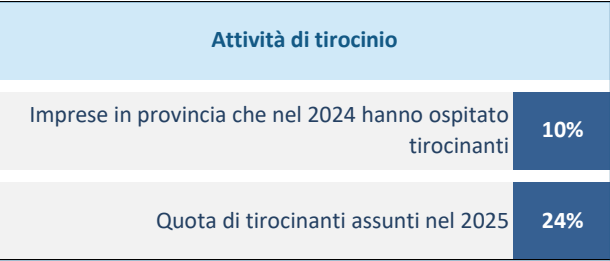 Attività di tirocinio
Imprese in provincia che nel 2024 hanno ospitato
tirocinanti
10%
Quota di tirocinanti assunti nel 2025
24%